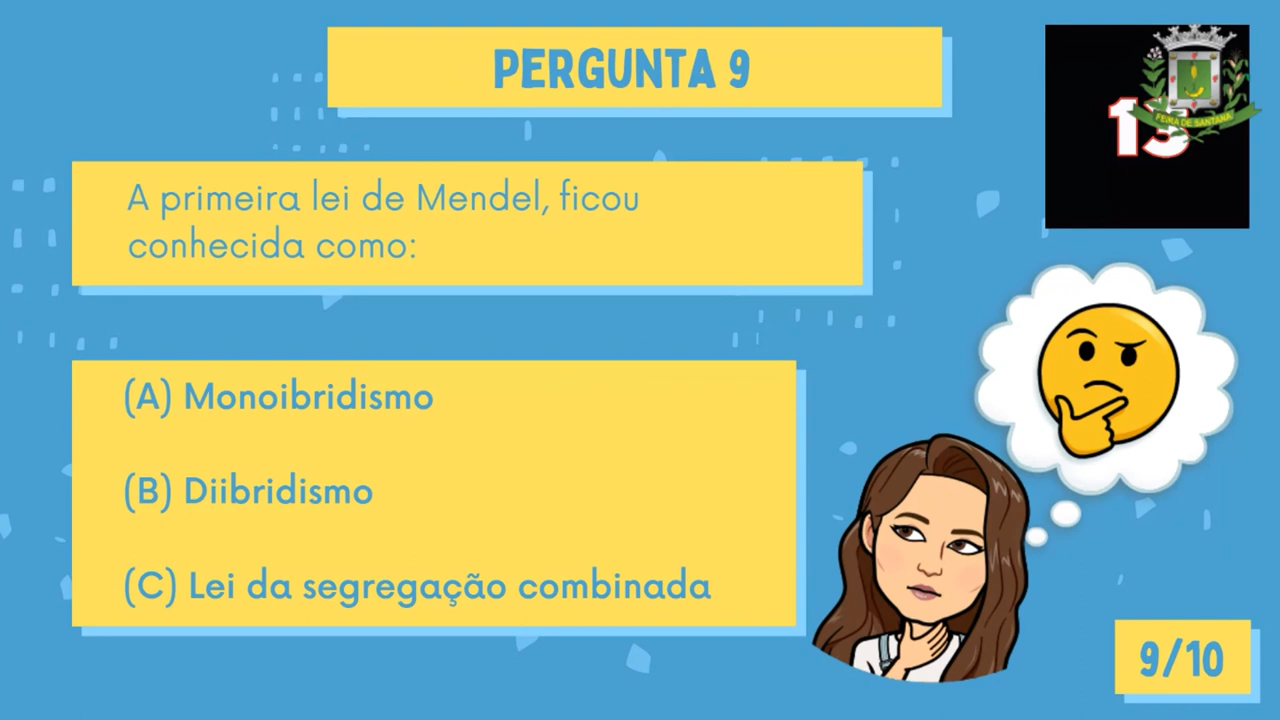 PERGUNTA 9
13
FEIRA DE SANTANA
A primeira lei de Mendel, ficou
conhecida como:
(A) Monoibridismo
(B) Diibridismo
(C) Lei da segregação combinada
9/10